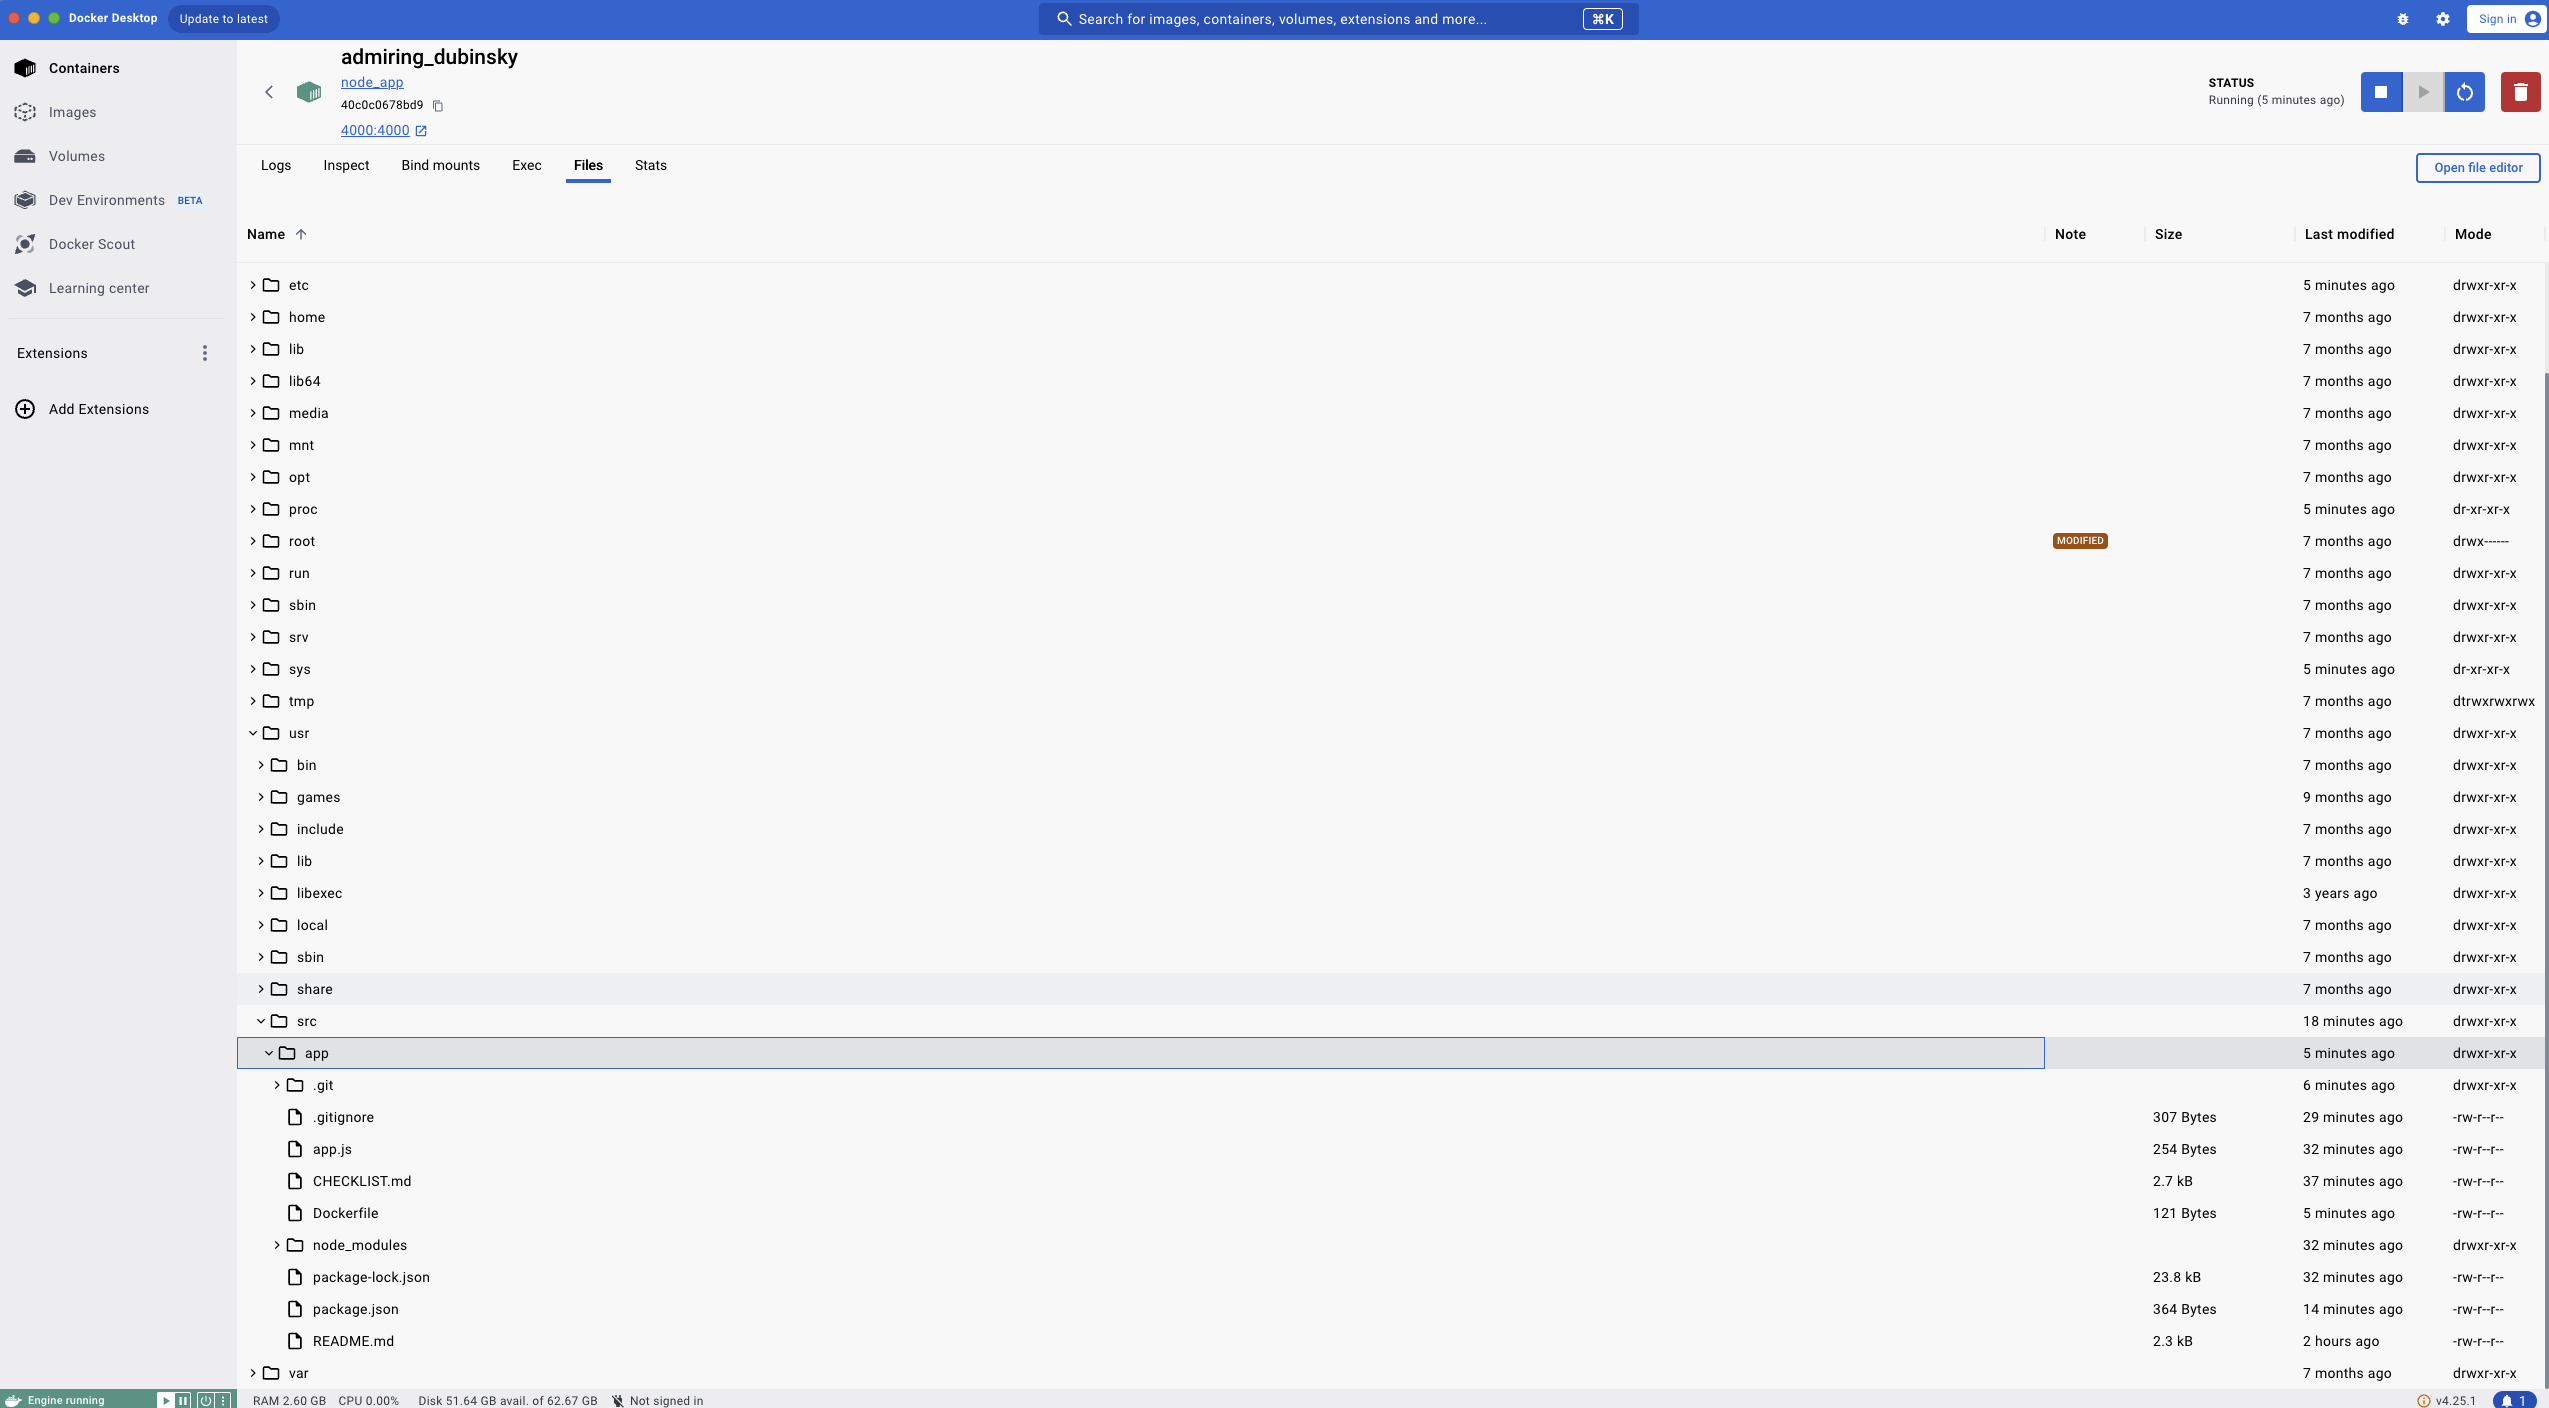 Docker Desktop Update to latest Search for images, containers, volumes, extensions and more... ⌘K Sign in
Containers
Images
Volumes
Dev Environments BETA
Docker Scout
Learning center
Extensions
Add Extensions
admiring_dubinsky
node_app
40c0c0678bd9
4000:4000
STATUS
Running (5 minutes ago)
Logs Inspect Bind mounts Exec Files Stats Open file editor
Name Note Size Last modified Mode
etc 5 minutes ago drwxr-xr-x
home 7 months ago drwxr-xr-x
lib 7 months ago drwxr-xr-x
lib64 7 months ago drwxr-xr-x
media 7 months ago drwxr-xr-x
mnt 7 months ago drwxr-xr-x
opt 7 months ago drwxr-xr-x
proc 5 minutes ago dr-xr-xr-x
root MODIFIED 7 months ago drwx------
run 7 months ago drwxr-xr-x
sbin 7 months ago drwxr-xr-x
srv 7 months ago drwxr-xr-x
sys 5 minutes ago dr-xr-xr-x
tmp 7 months ago dtrwxrwxrwx
usr 7 months ago drwxr-xr-x
bin 7 months ago drwxr-xr-x
games 9 months ago drwxr-xr-x
include 7 months ago drwxr-xr-x
lib 7 months ago drwxr-xr-x
libexec 3 years ago drwxr-xr-x
local 7 months ago drwxr-xr-x
sbin 7 months ago drwxr-xr-x
share 7 months ago drwxr-xr-x
src 18 minutes ago drwxr-xr-x
app 5 minutes ago drwxr-xr-x
.git 6 minutes ago drwxr-xr-x
.gitignore 307 Bytes 29 minutes ago -rw-r--r--
app.js 254 Bytes 32 minutes ago -rw-r--r--
CHECKLIST.md 2.7 kB 37 minutes ago -rw-r--r--
Dockerfile 121 Bytes 5 minutes ago -rw-r--r--
node_modules 32 minutes ago drwxr-xr-x
package-lock.json 23.8 kB 32 minutes ago -rw-r--r--
package.json 364 Bytes 14 minutes ago -rw-r--r--
README.md 2.3 kB 2 hours ago -rw-r--r--
var 7 months ago drwxr-xr-x
Engine running RAM 2.60 GB CPU 0.00% Disk 51.64 GB avail. of 62.67 GB Not signed in v4.25.1 1